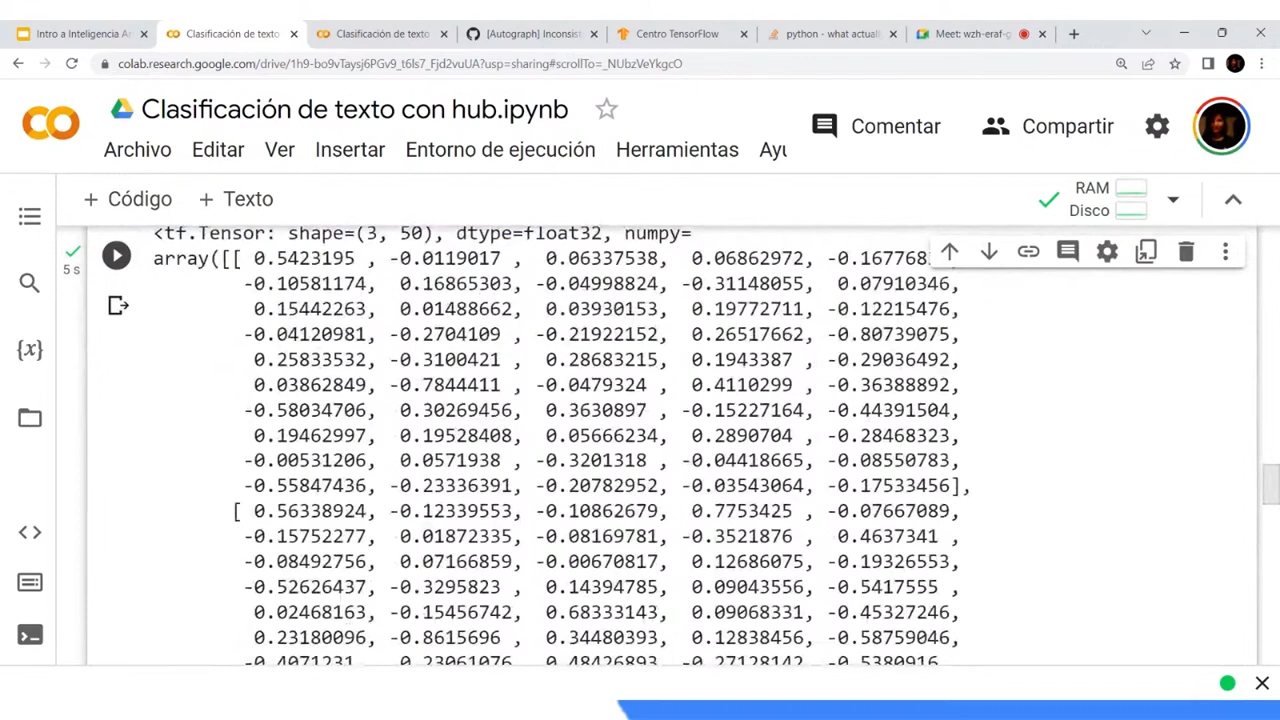 Intro a Inteligencia Ar
Clasificación de texto
Clasificación de texto
[Autograph] Inconsist
Centro TensorFlow
python - what actuall
Meet: wzh-eraf-g
colab.research.google.com/drive/1h9-bo9vTaysj6PGv9_t6ls7_Fjd2vuUA?usp=sharing#scrollTo=_NUbzVeYkgcO
Clasificación de texto con hub.ipynb
Comentar
Compartir
Archivo Editar Ver Insertar Entorno de ejecución Herramientas Ayu
+ Código + Texto
RAM
Disco
5 s
<tf.Tensor: shape=(3, 50), dtype=float32, numpy=
array([[ 0.5423195 , -0.0119017 , 0.06337538, 0.06862972, -0.167768
-0.10581174, 0.16865303, -0.04998824, -0.31148055, 0.07910346,
0.15442263, 0.01488662, 0.03930153, 0.19772711, -0.12215476,
-0.04120981, -0.2704109 , -0.21922152, 0.26517662, -0.80739075,
0.25833532, -0.3100421 , 0.28683215, 0.1943387 , -0.29036492,
0.03862849, -0.7844411 , -0.0479324 , 0.4110299 , -0.36388892,
-0.58034706, 0.30269456, 0.3630897 , -0.15227164, -0.44391504,
0.19462997, 0.19528408, 0.05666234, 0.2890704 , -0.28468323,
-0.00531206, 0.0571938 , -0.3201318 , -0.04418665, -0.08550783,
-0.55847436, -0.23336391, -0.20782952, -0.03543064, -0.17533456],
[ 0.56338924, -0.12339553, -0.10862679, 0.7753425 , -0.07667089,
-0.15752277, 0.01872335, -0.08169781, -0.3521876 , 0.4637341 ,
-0.08492756, 0.07166859, -0.00670817, 0.12686075, -0.19326553,
-0.52626437, -0.3295823 , 0.14394785, 0.09043556, -0.5417555 ,
0.02468163, -0.15456742, 0.68333143, 0.09068331, -0.45327246,
0.23180096, -0.8615696 , 0.34480393, 0.12838456, -0.58759046,
-0.4071231 , 0.23061076, 0.48426893, -0.27128142, -0.5380916 ,